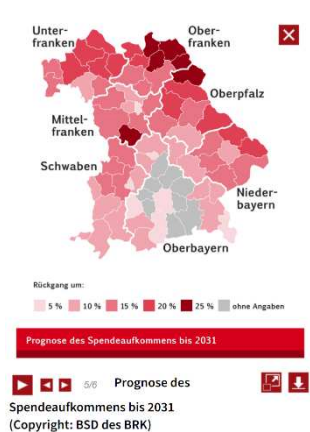 Unter-
franken
Ober-
franken
Oberpfalz
Mittel-
franken
Schwaben
Nieder-
bayern
Oberbayern
Rückgang um:
5 % 10 % 15 % 20 % 25 % ohne Angaben
Prognose des Spendeaufkommens bis 2031
5/6 Prognose des
Spendeaufkommens bis 2031
(Copyright: BSD des BRK)